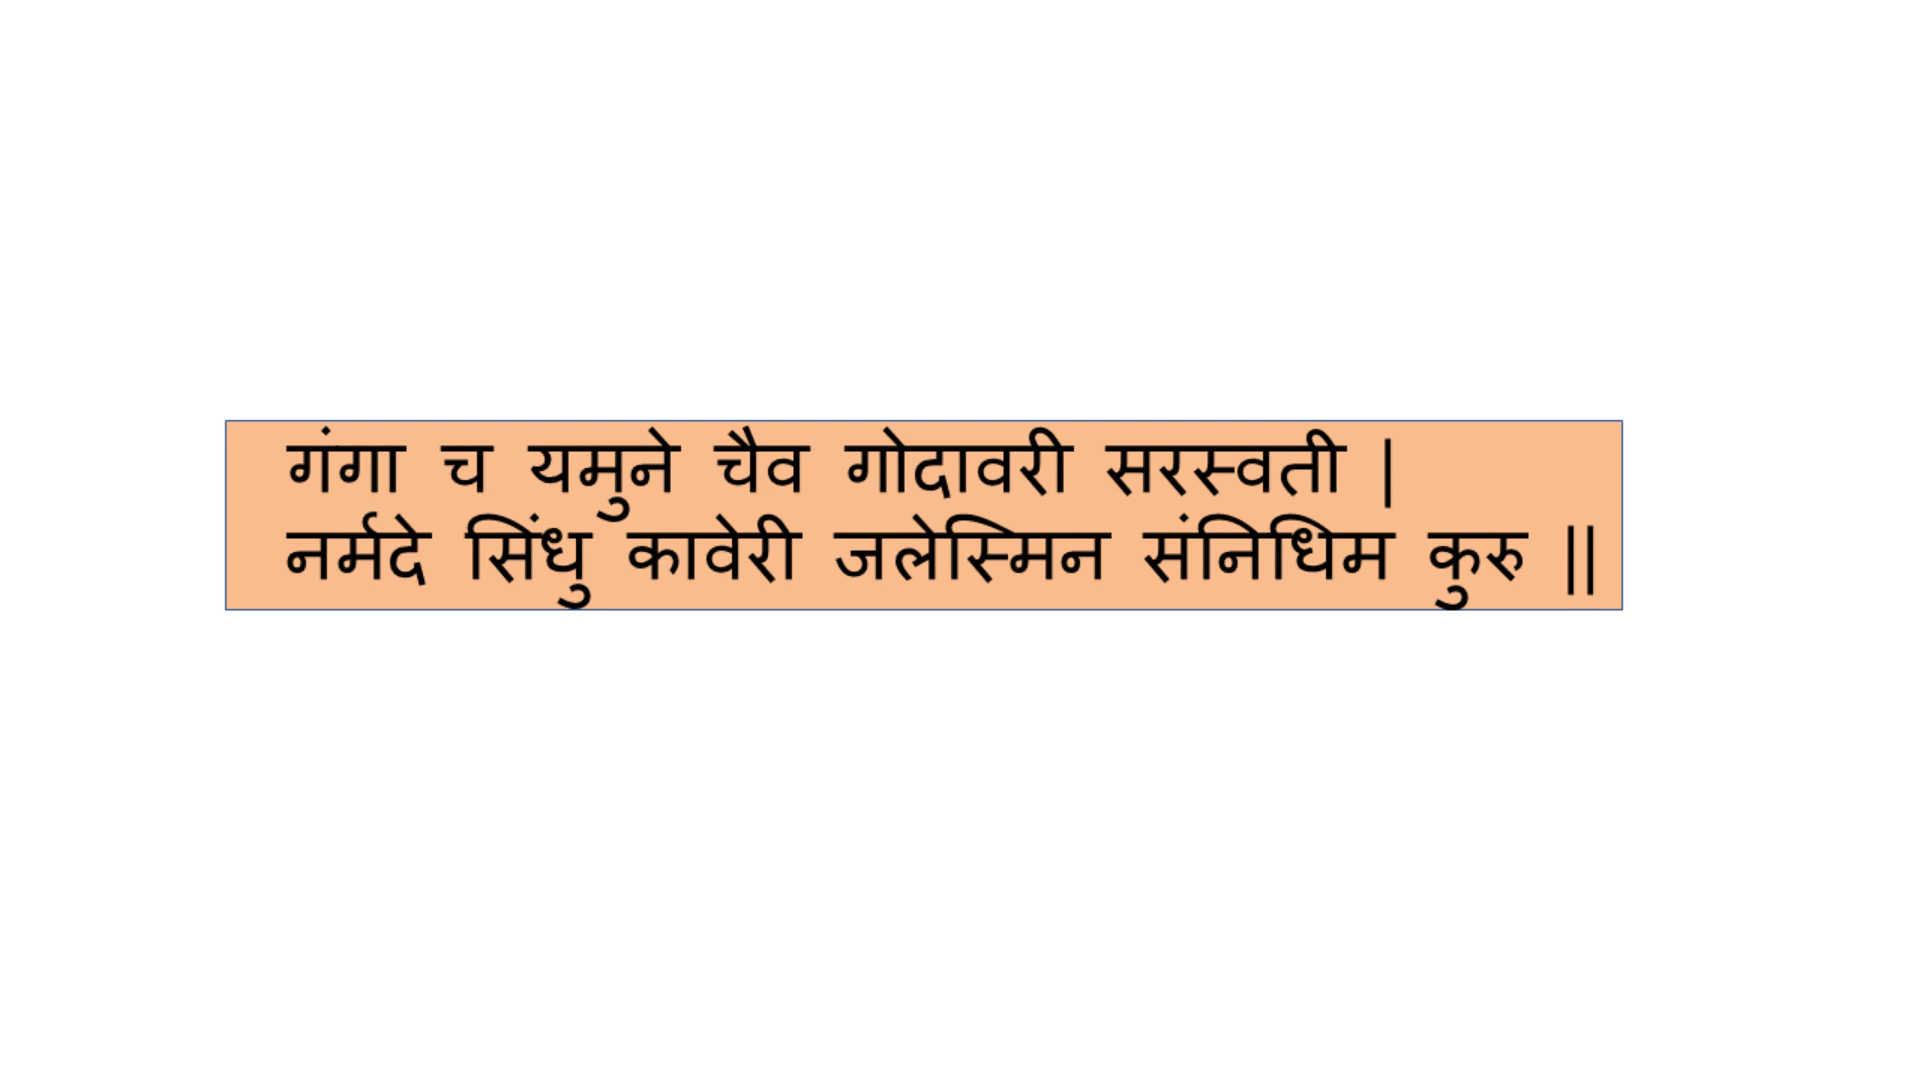 गंगा च यमुने चैव गोदावरी सरस्वती |
नर्मदे सिंधु कावेरी जलेस्मिन संनिधिम कुरु ||